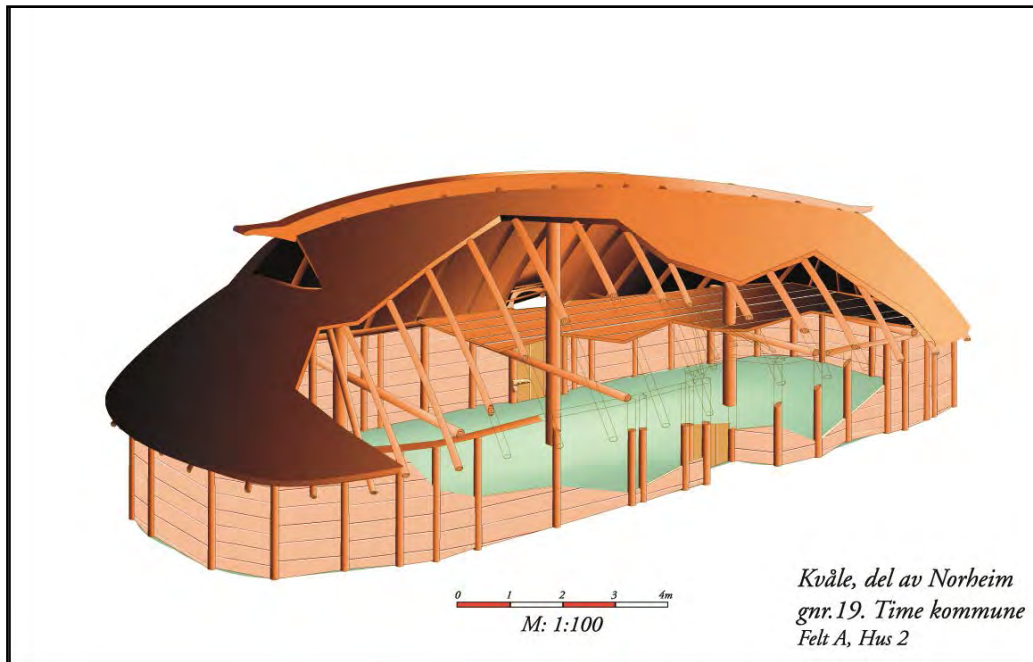 0 1 2 3 4m
M: 1:100
Kvåle, del av Norheim
gnr.19. Time kommune
Felt A, Hus 2